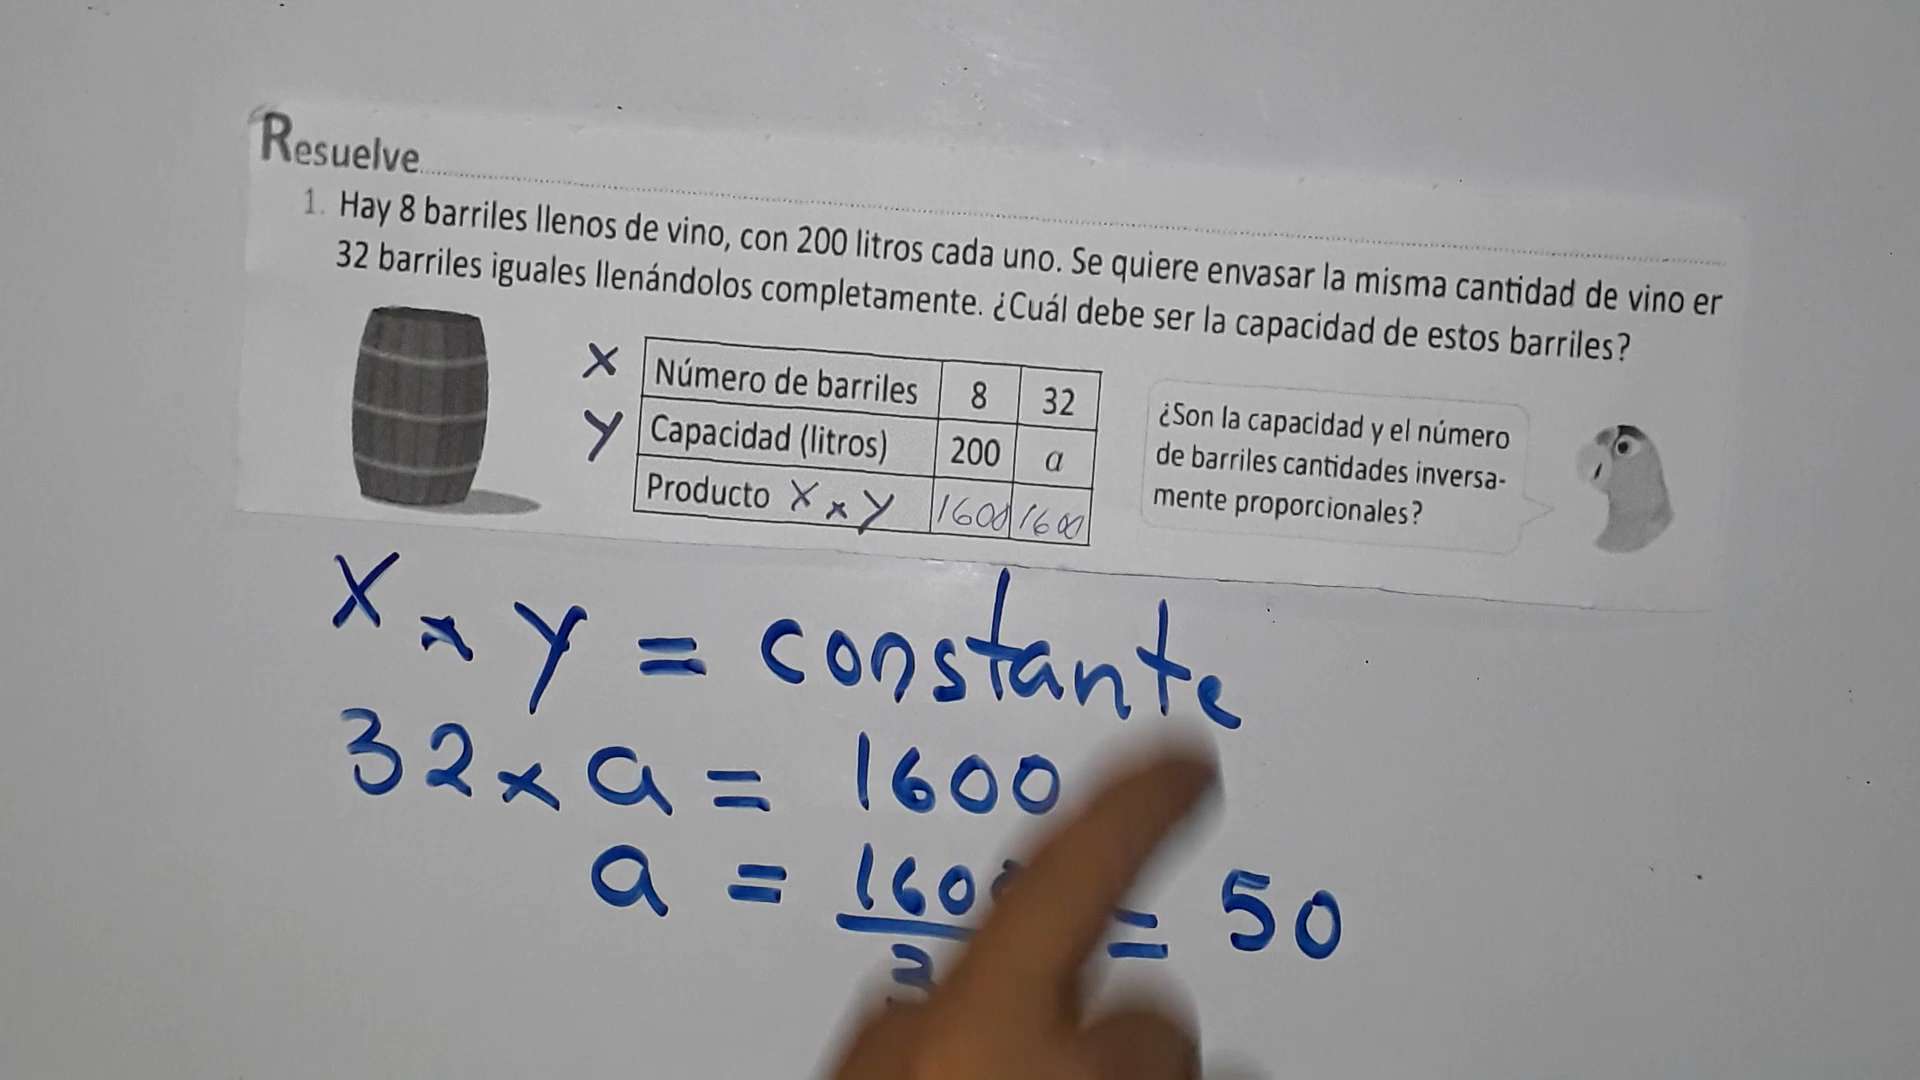 Resuelve
1. Hay 8 barriles llenos de vino, con 200 litros cada uno. Se quiere envasar la misma cantidad de vino er
32 barriles iguales llenándolos completamente. ¿Cuál debe ser la capacidad de estos barriles?
X Número de barriles 8 32
Y Capacidad (litros) 200 a
Producto X x Y 1600 1600
¿Son la capacidad y el número
de barriles cantidades inversa-
mente proporcionales?
X x Y = constante
32 x a = 1600
a = 160 = 50
3